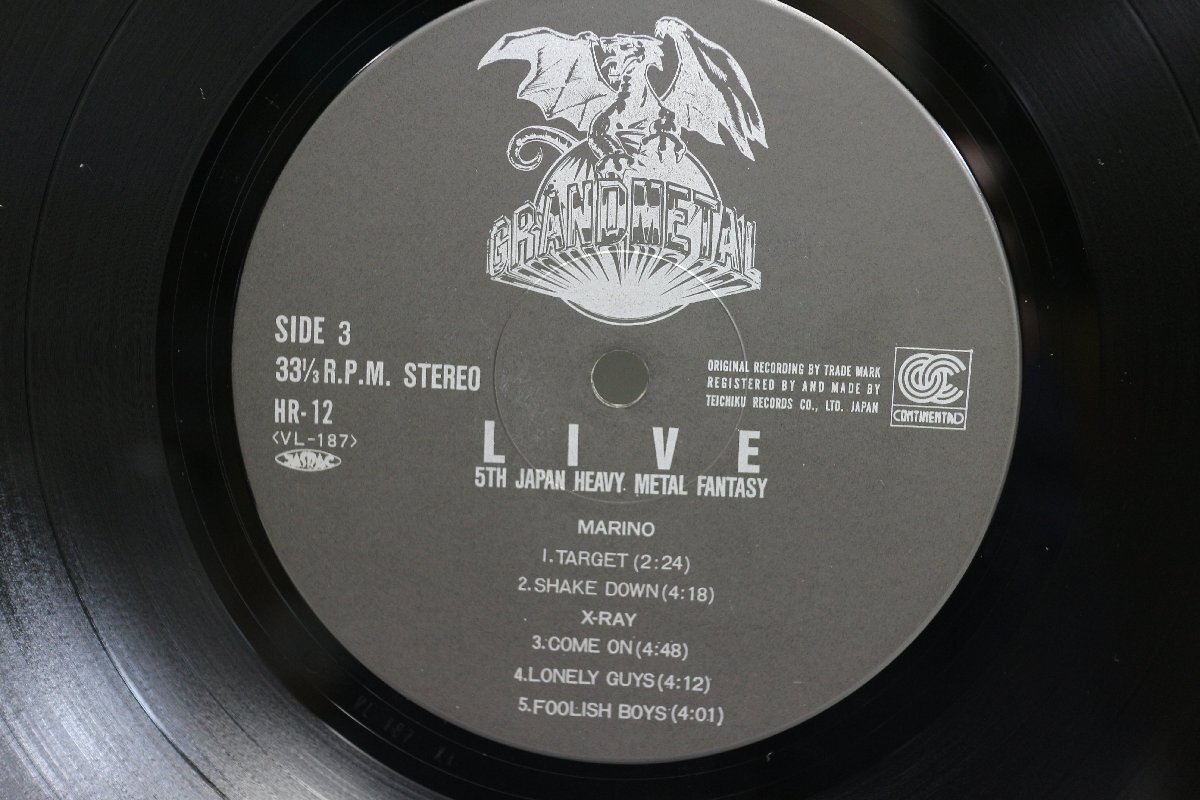 GRANDMETAL
SIDE 3
33⅓ R.P.M. STEREO
HR-12
<VL-187>
JASRAC
ORIGINAL RECORDING BY TRADE MARK
REGISTERED BY AND MADE BY
TEICHIKU RECORDS CO., LTD. JAPAN
CONTINENTAL
LIVE
5TH JAPAN HEAVY METAL FANTASY
MARINO
1. TARGET (2:24)
2. SHAKE DOWN (4:18)
X-RAY
3. COME ON (4:48)
4. LONELY GUYS (4:12)
5. FOOLISH BOYS (4:01)